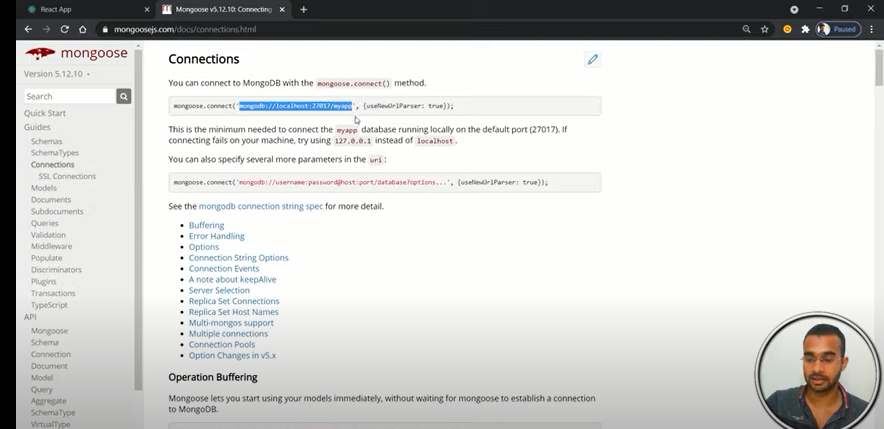 React App
Mongoose v5.12.10: Connecting
mongoosejs.com/docs/connections.html
Paused
mongoose
Version 5.12.10
Search
Quick Start
Guides
Schemas
SchemaTypes
Connections
SSL Connections
Models
Documents
Subdocuments
Queries
Validation
Middleware
Populate
Discriminators
Plugins
Transactions
TypeScript
API
Mongoose
Schema
Connection
Document
Model
Query
Aggregate
SchemaType
VirtualType
Connections
You can connect to MongoDB with the mongoose.connect() method.
mongoose.connect('mongodb://localhost:27017/myapp', {useNewUrlParser: true});
This is the minimum needed to connect the myapp database running locally on the default port (27017). If
connecting fails on your machine, try using 127.0.0.1 instead of localhost.
You can also specify several more parameters in the uri:
mongoose.connect('mongodb://username:password@host:port/database?options...', {useNewUrlParser: true});
See the mongodb connection string spec for more detail.
Buffering
Error Handling
Options
Connection String Options
Connection Events
A note about keepAlive
Server Selection
Replica Set Connections
Replica Set Host Names
Multi-mongos support
Multiple connections
Connection Pools
Option Changes in v5.x
Operation Buffering
Mongoose lets you start using your models immediately, without waiting for mongoose to establish a connection
to MongoDB.